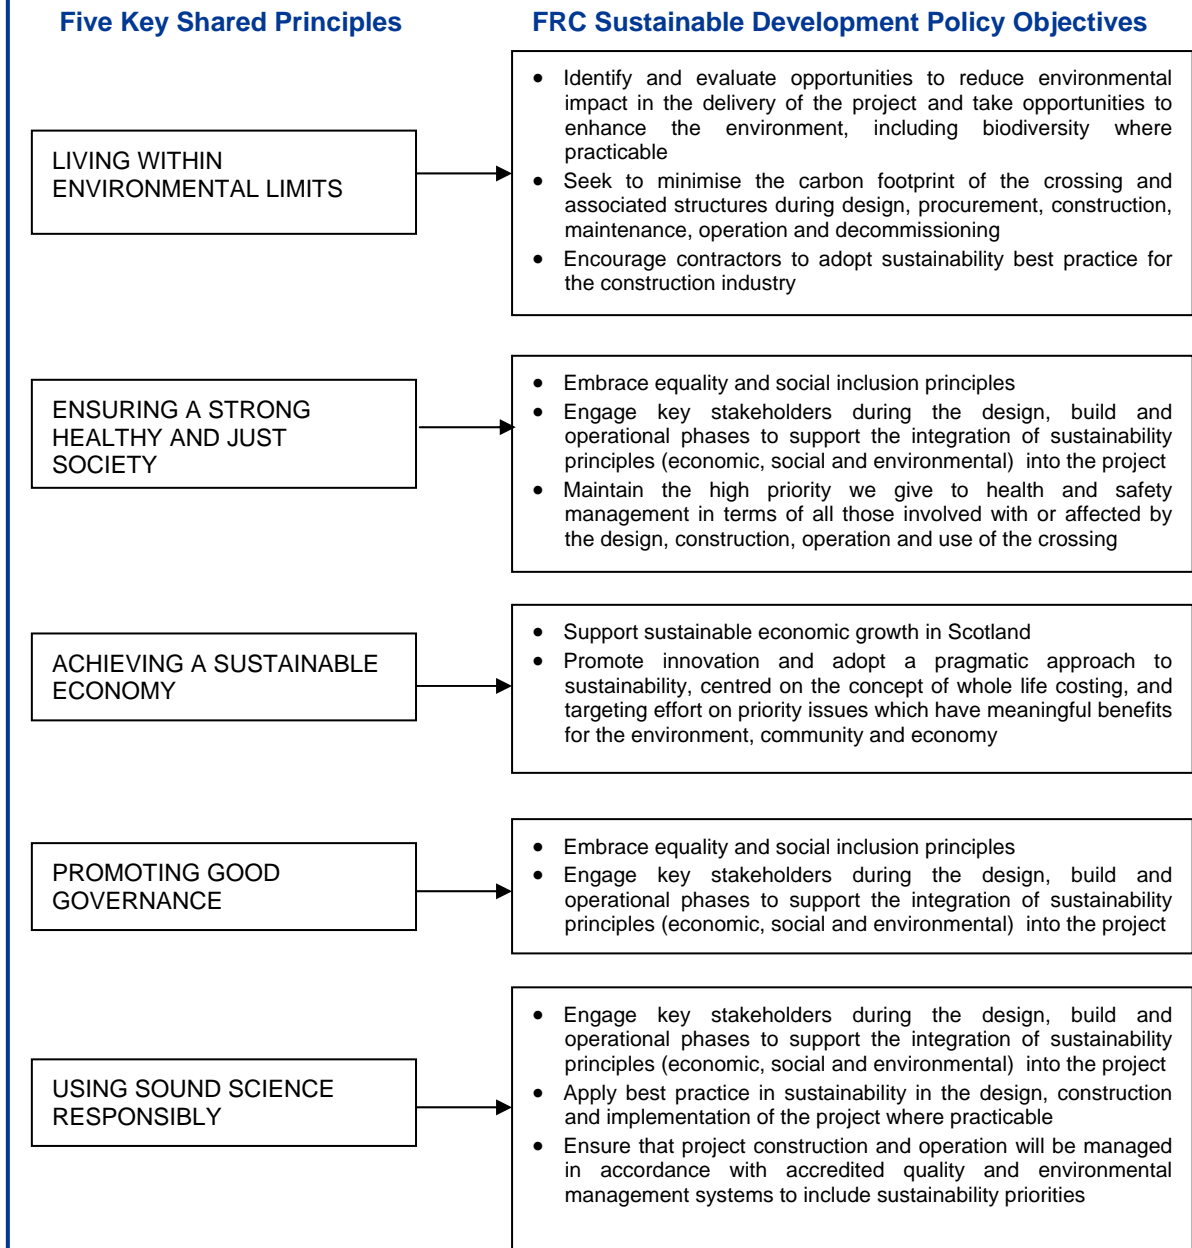 Five Key Shared Principles
FRC Sustainable Development Policy Objectives
LIVING WITHIN
ENVIRONMENTAL LIMITS
• Identify and evaluate opportunities to reduce environmental
impact in the delivery of the project and take opportunities to
enhance the environment, including biodiversity where
practicable
• Seek to minimise the carbon footprint of the crossing and
associated structures during design, procurement, construction,
maintenance, operation and decommissioning
• Encourage contractors to adopt sustainability best practice for
the construction industry
ENSURING A STRONG
HEALTHY AND JUST
SOCIETY
• Embrace equality and social inclusion principles
• Engage key stakeholders during the design, build and
operational phases to support the integration of sustainability
principles (economic, social and environmental) into the project
• Maintain the high priority we give to health and safety
management in terms of all those involved with or affected by
the design, construction, operation and use of the crossing
ACHIEVING A SUSTAINABLE
ECONOMY
• Support sustainable economic growth in Scotland
• Promote innovation and adopt a pragmatic approach to
sustainability, centred on the concept of whole life costing, and
targeting effort on priority issues which have meaningful benefits
for the environment, community and economy
PROMOTING GOOD
GOVERNANCE
• Embrace equality and social inclusion principles
• Engage key stakeholders during the design, build and
operational phases to support the integration of sustainability
principles (economic, social and environmental) into the project
USING SOUND SCIENCE
RESPONSIBLY
• Engage key stakeholders during the design, build and
operational phases to support the integration of sustainability
principles (economic, social and environmental) into the project
• Apply best practice in sustainability in the design, construction
and implementation of the project where practicable
• Ensure that project construction and operation will be managed
in accordance with accredited quality and environmental
management systems to include sustainability priorities